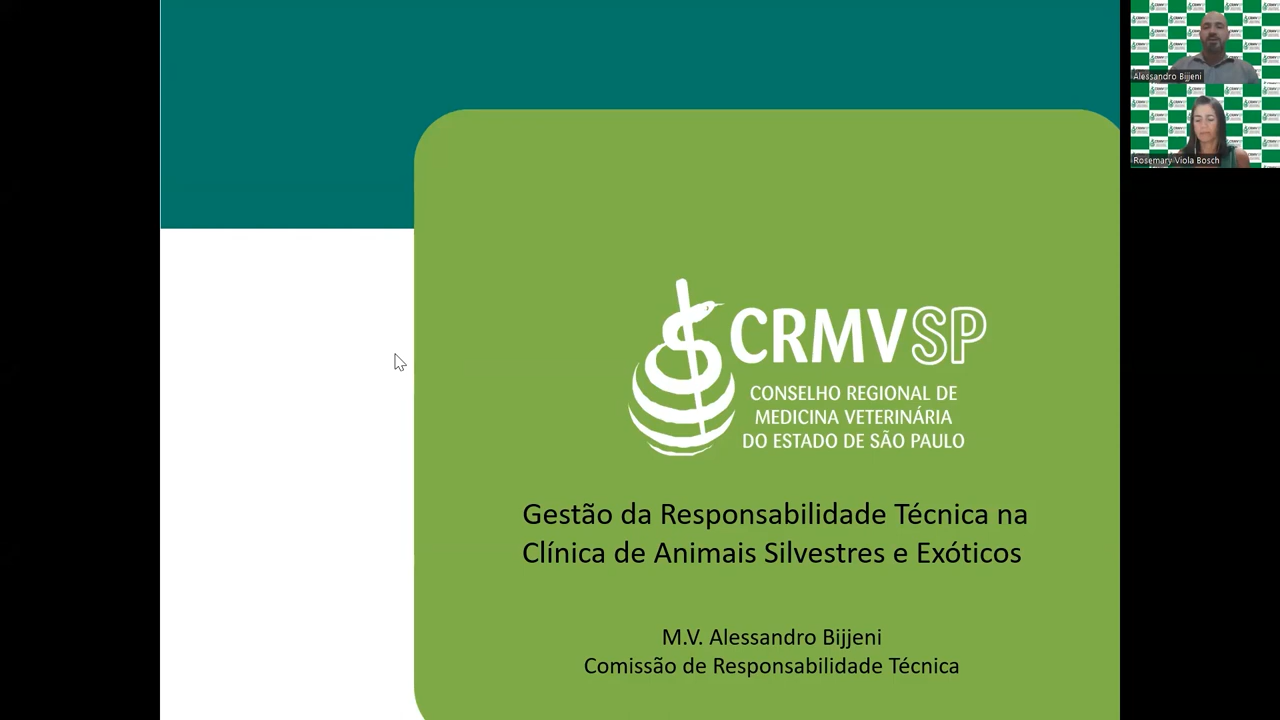 CRMVSP
CONSELHO REGIONAL DE
MEDICINA VETERINÁRIA
DO ESTADO DE SÃO PAULO
Gestão da Responsabilidade Técnica na
Clínica de Animais Silvestres e Exóticos
M.V. Alessandro Bijjeni
Comissão de Responsabilidade Técnica
Alessandro Bijjeni
Rosemary Viola Bosch